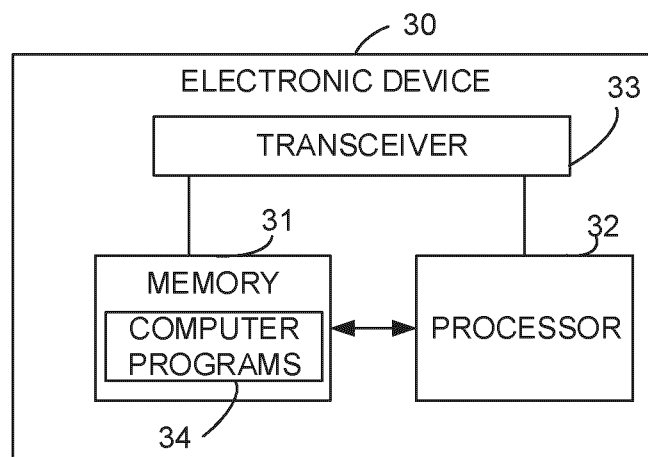 30
ELECTRONIC DEVICE
33
TRANSCEIVER
31
32
MEMORY
COMPUTER
PROGRAMS
PROCESSOR
34